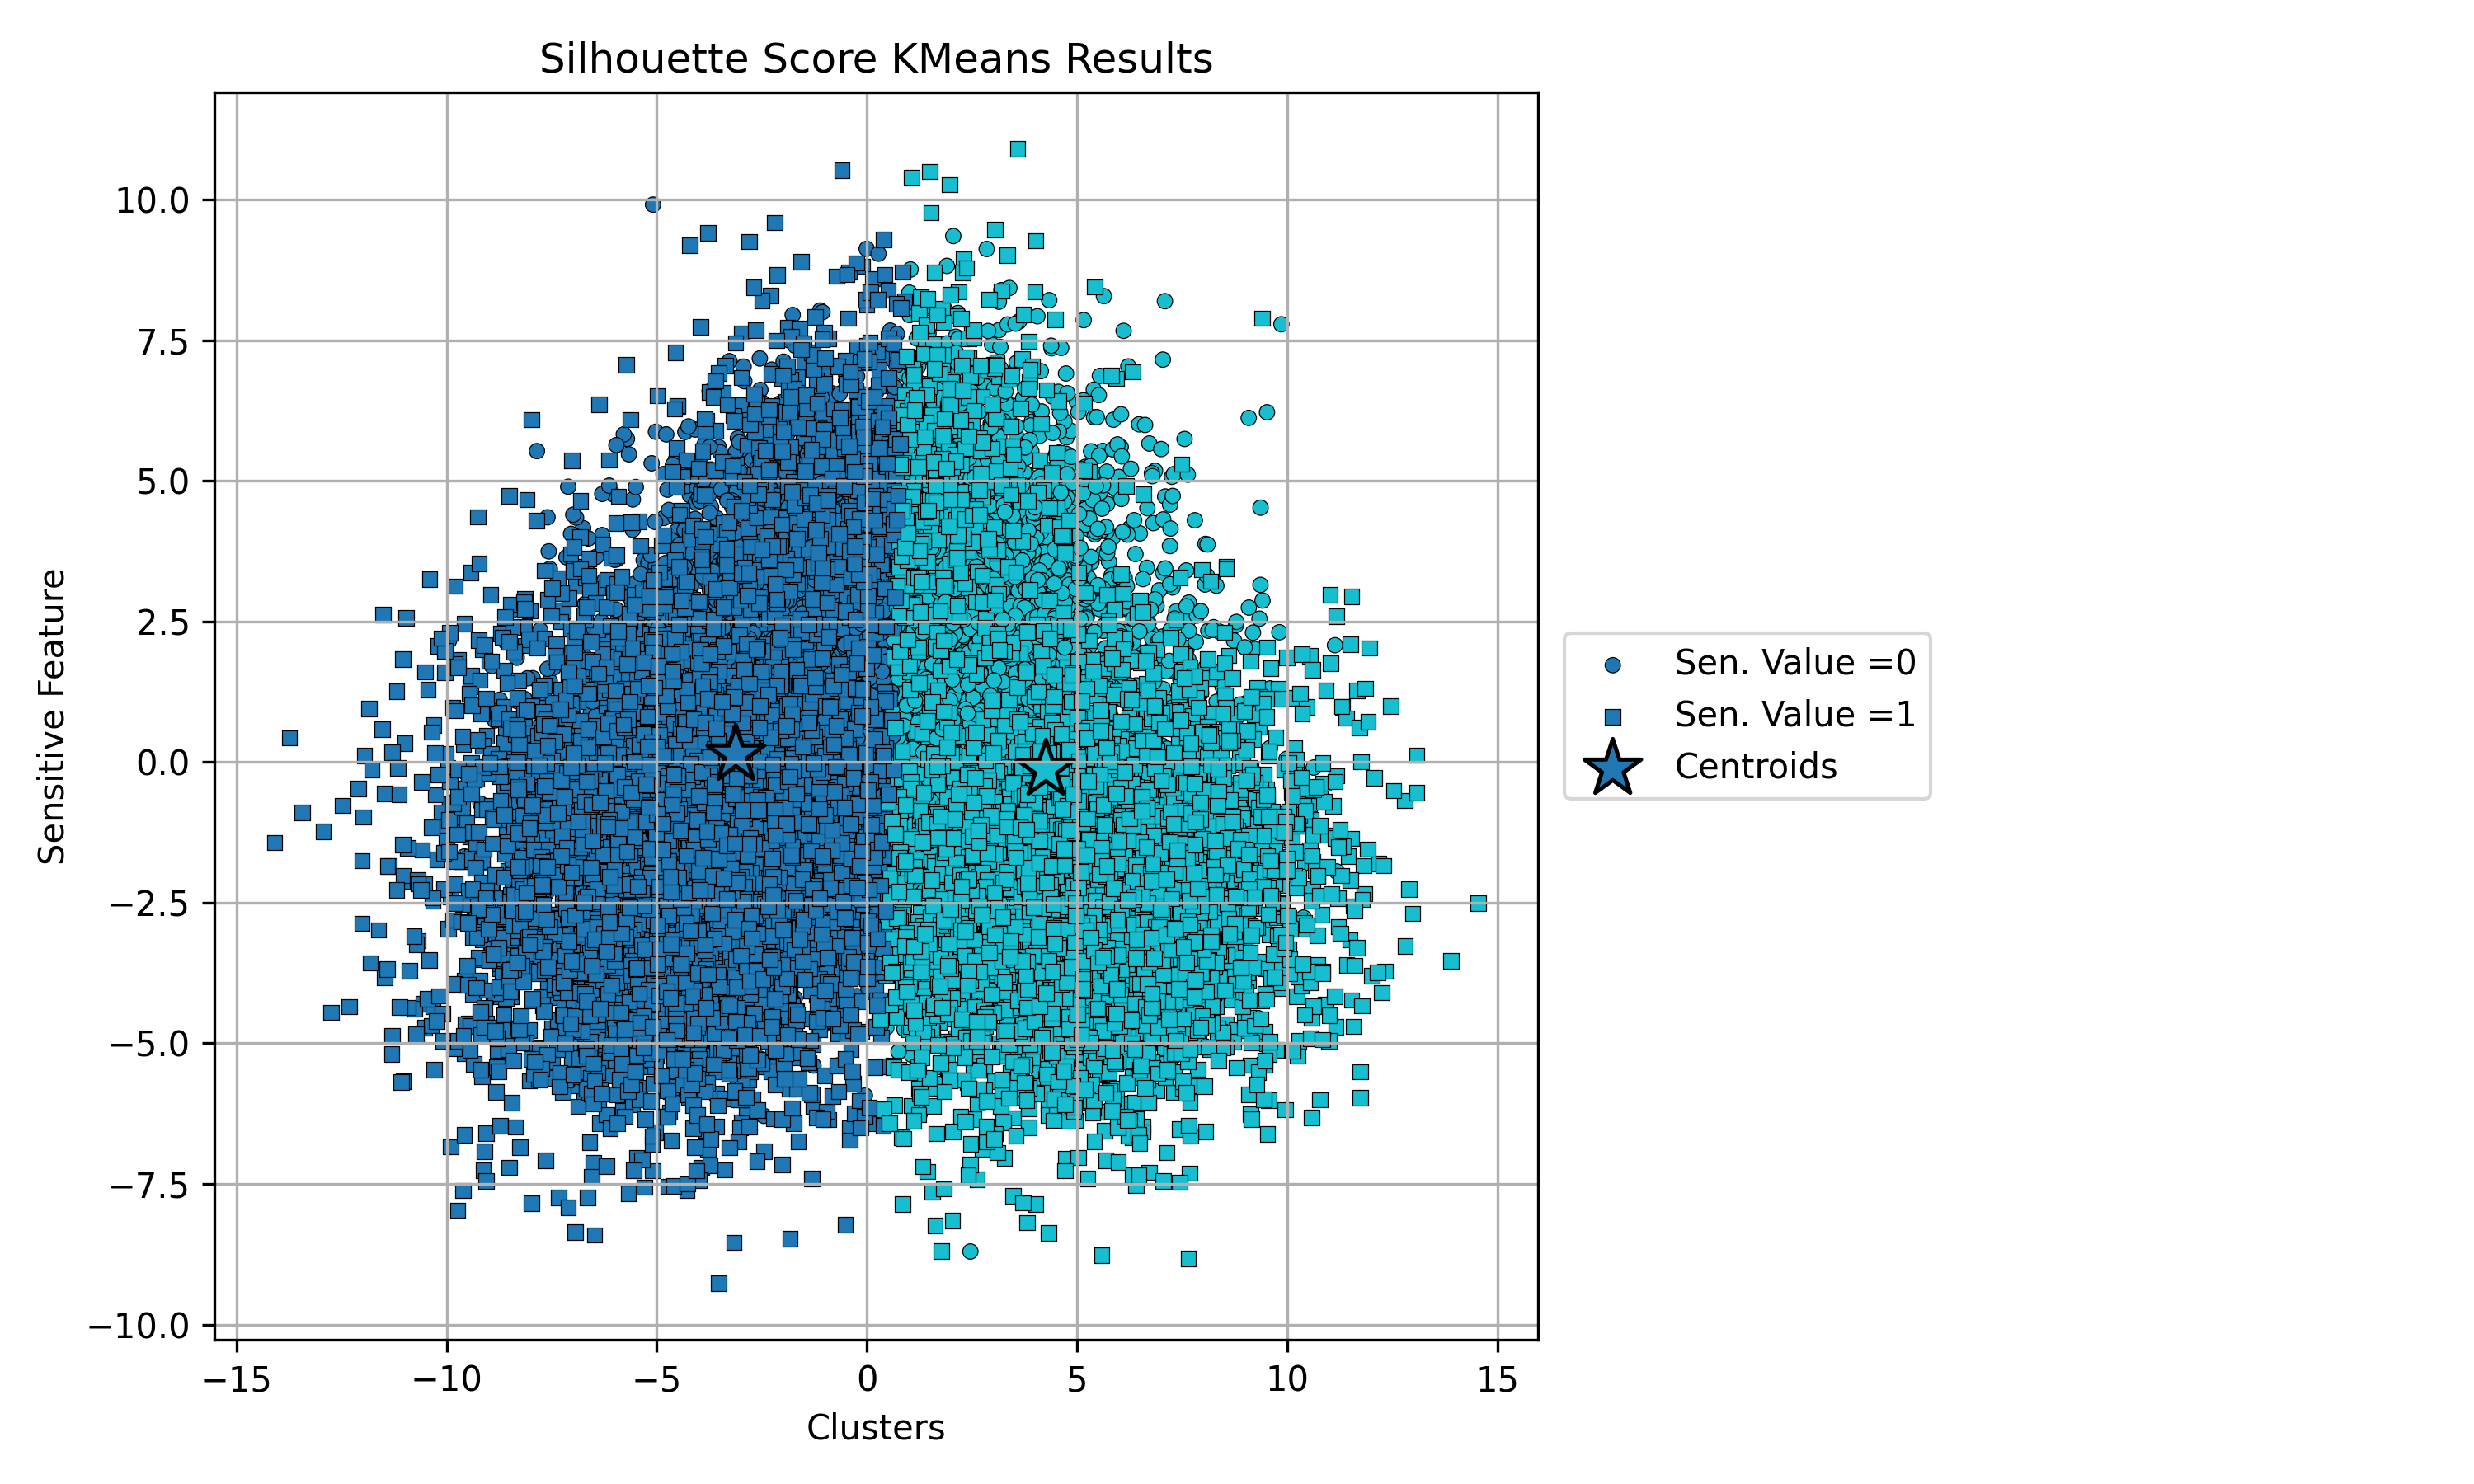 Silhouette Score KMeans Results
10.0
7.5
5.0
2.5
0.0
−2.5
−5.0
−7.5
−10.0
Sensitive Feature
−15
−10
−5
0
5
10
15
Clusters
Sen. Value =0
Sen. Value =1
Centroids